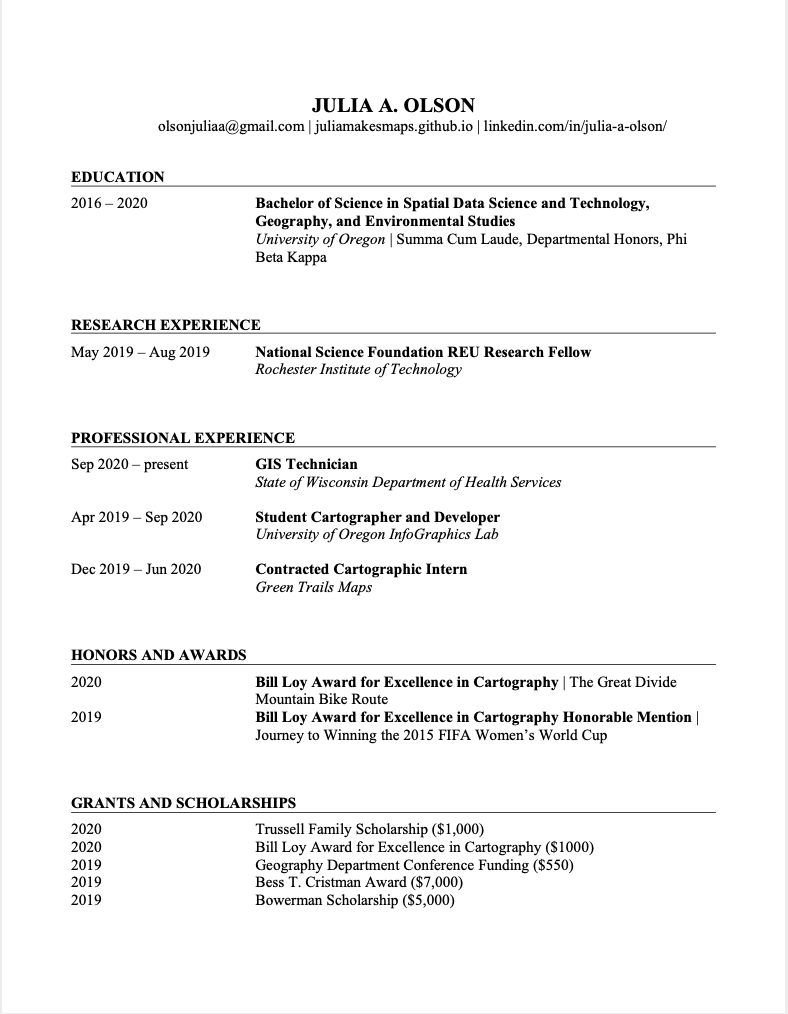 JULIA A. OLSON
olsonjuliaa@gmail.com | juliamakesmaps.github.io | linkedin.com/in/julia-a-olson/
EDUCATION
2016 – 2020 Bachelor of Science in Spatial Data Science and Technology,
Geography, and Environmental Studies
University of Oregon | Summa Cum Laude, Departmental Honors, Phi
Beta Kappa
RESEARCH EXPERIENCE
May 2019 – Aug 2019 National Science Foundation REU Research Fellow
Rochester Institute of Technology
PROFESSIONAL EXPERIENCE
Sep 2020 – present GIS Technician
State of Wisconsin Department of Health Services
Apr 2019 – Sep 2020 Student Cartographer and Developer
University of Oregon InfoGraphics Lab
Dec 2019 – Jun 2020 Contracted Cartographic Intern
Green Trails Maps
HONORS AND AWARDS
2020 Bill Loy Award for Excellence in Cartography | The Great Divide
Mountain Bike Route
2019 Bill Loy Award for Excellence in Cartography Honorable Mention |
Journey to Winning the 2015 FIFA Women’s World Cup
GRANTS AND SCHOLARSHIPS
2020 Trussell Family Scholarship ($1,000)
2020 Bill Loy Award for Excellence in Cartography ($1000)
2019 Geography Department Conference Funding ($550)
2019 Bess T. Cristman Award ($7,000)
2019 Bowerman Scholarship ($5,000)